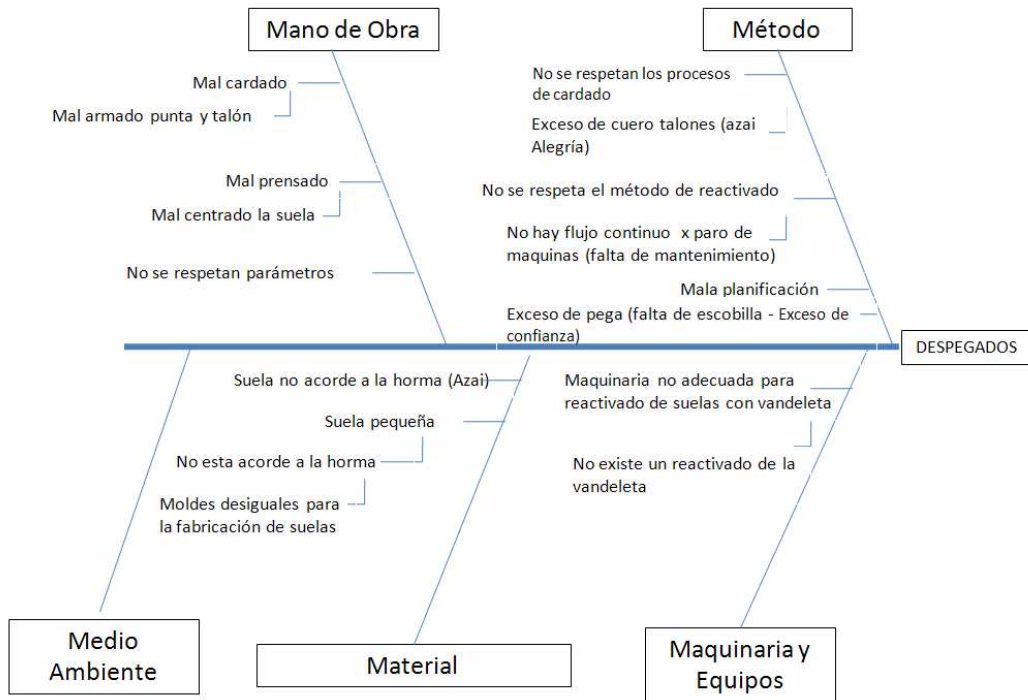 Mano de Obra
Método
Mal cardado
Mal armado punta y talón
Mal prensado
Mal centrado la suela
No se respetan parámetros
No se respetan los procesos
de cardado
Exceso de cuero talones (azai
Alegría)
No se respeta el método de reactivado
No hay flujo continuo x paro de
maquinas (falta de mantenimiento)
Mala planificación
Exceso de pega (falta de escobilla - Exceso de
confianza)
DESPEGADOS
Suela no acorde a la horma (Azai)
Suela pequeña
No esta acorde a la horma
Moldes desiguales para
la fabricación de suelas
Maquinaria no adecuada para
reactivado de suelas con vandeleta
No existe un reactivado de la
vandeleta
Medio
Ambiente
Material
Maquinaria y
Equipos